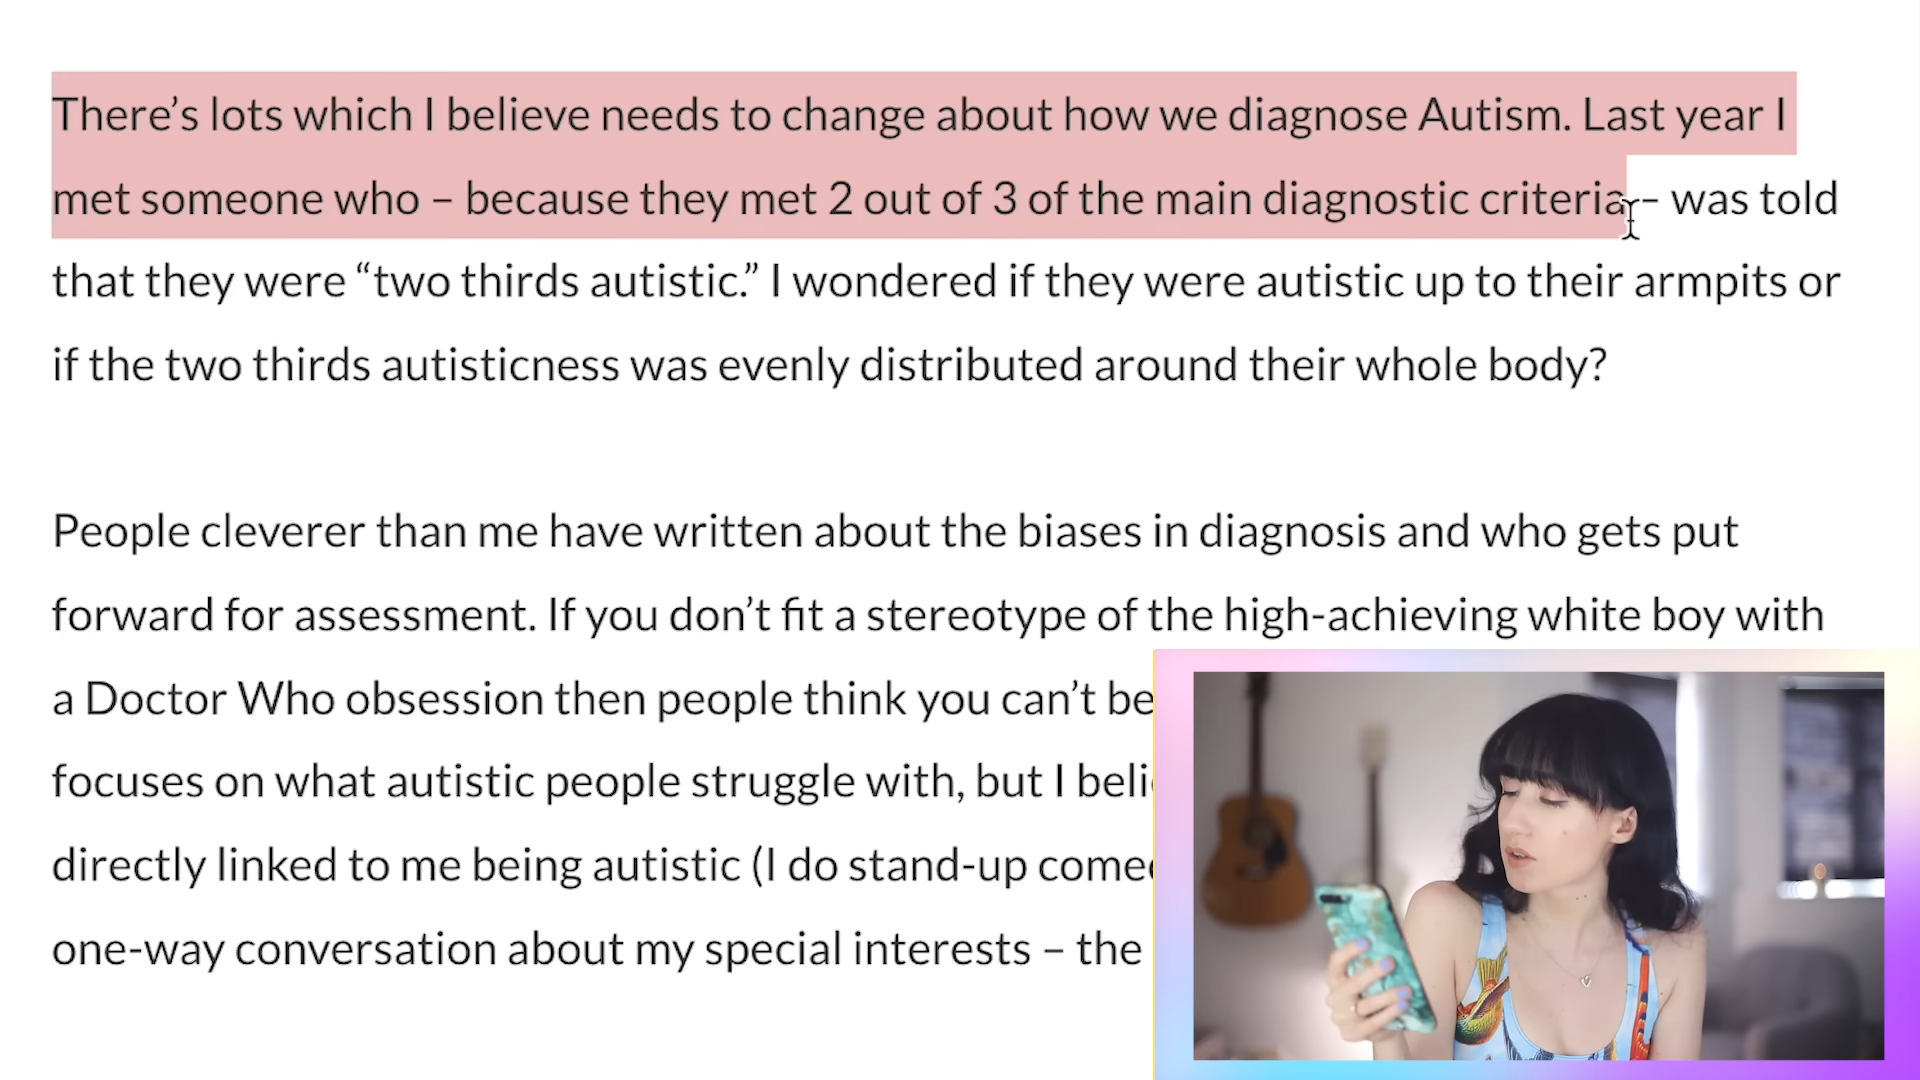 There’s lots which I believe needs to change about how we diagnose Autism. Last year I
met someone who – because they met 2 out of 3 of the main diagnostic criteria – was told
that they were “two thirds autistic.” I wondered if they were autistic up to their armpits or
if the two thirds autisticness was evenly distributed around their whole body?
People cleverer than me have written about the biases in diagnosis and who gets put
forward for assessment. If you don’t fit a stereotype of the high-achieving white boy with
a Doctor Who obsession then people think you can’t be
focuses on what autistic people struggle with, but I
directly linked to me being autistic (I do stand-up
one-way conversation about my special interests – the